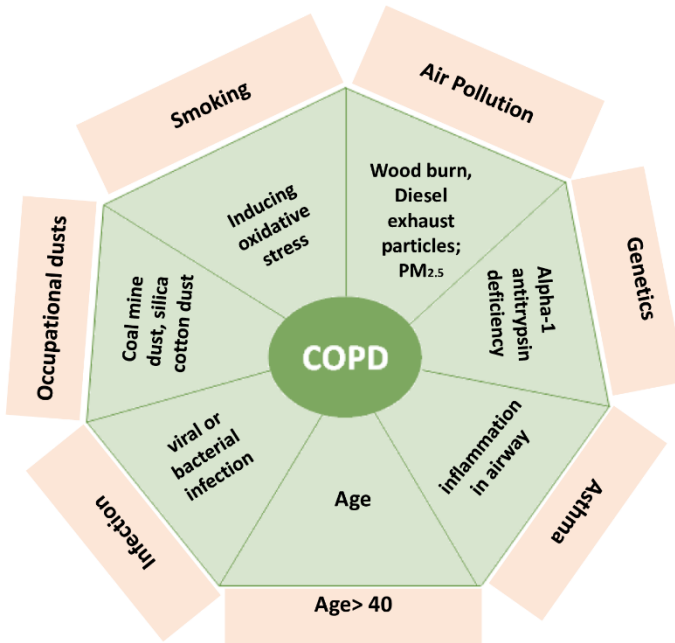 Smoking
Air Pollution
Genetics
Asthma
Age> 40
Infection
Occupational dusts
Inducing
oxidative
stress
Wood burn,
Diesel
exhaust
particles;
PM2.5
Alpha-1
antitrypsin
deficiency
inflammation
in airway
Age
viral or
bacterial
infection
Coal mine
dust, silica
cotton dust
COPD